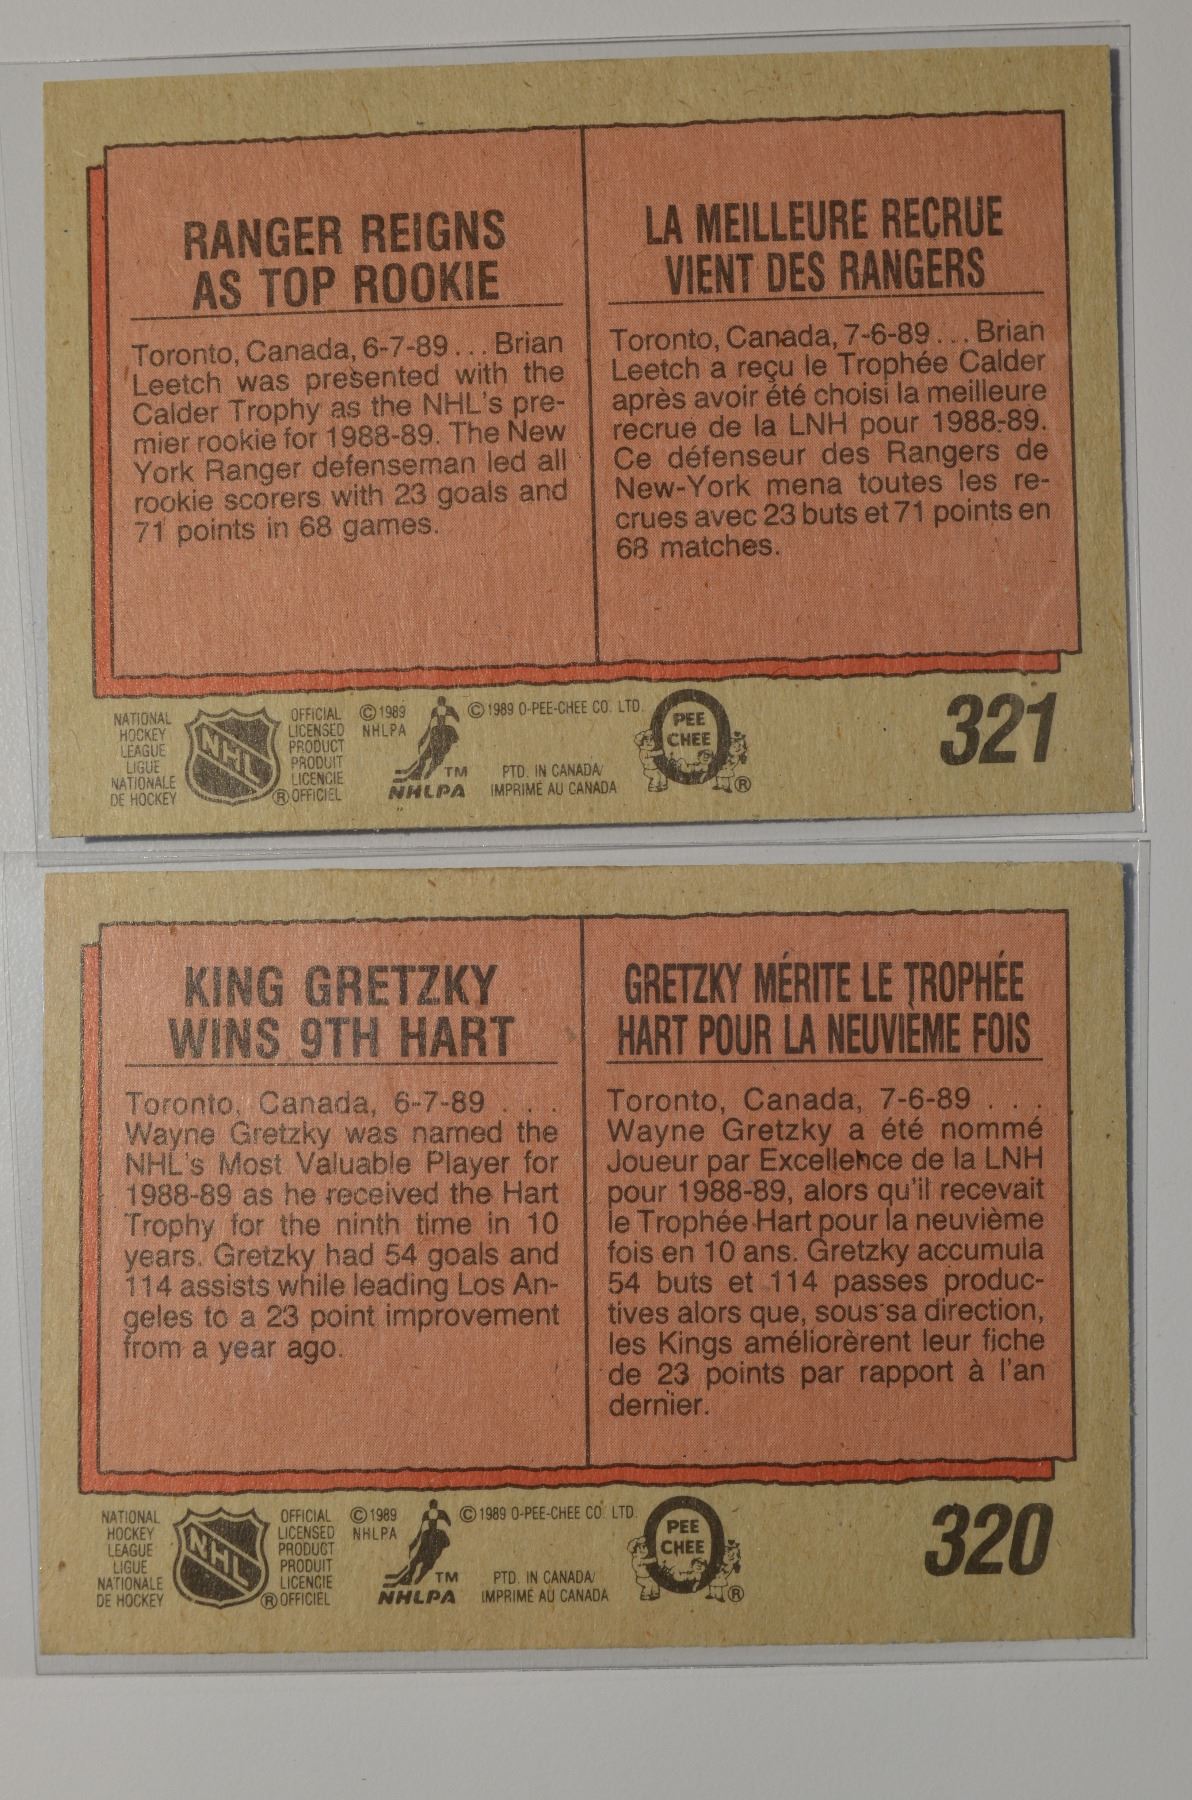 RANGER REIGNS
AS TOP ROOKIE
Toronto, Canada, 6-7-89 . . . Brian
Leetch was presented with the
Calder Trophy as the NHL's pre-
mier rookie for 1988-89. The New
York Ranger defenseman led all
rookie scorers with 23 goals and
71 points in 68 games.
LA MEILLEURE RECRUE
VIENT DES RANGERS
Toronto, Canada, 7-6-89 . . . Brian
Leetch a reçu le Trophée Calder
après avoir été choisi la meilleure
recrue de la LNH pour 1988-89.
Ce défenseur des Rangers de
New-York mena toutes les re-
crues avec 23 buts et 71 points en
68 matches.
NATIONAL
HOCKEY
LEAGUE
LIGUE
NATIONALE
DE HOCKEY
NHL
®
OFFICIAL
LICENSED
PRODUCT
PRODUIT
LICENCIE
OFFICIEL
© 1989
NHLPA
TM
NHLPA
© 1989 O-PEE-CHEE CO. LTD.
PTD. IN CANADA/
IMPRIMÉ AU CANADA
PEE
CHEE
®
321
KING GRETZKY
WINS 9TH HART
Toronto, Canada, 6-7-89 . . .
Wayne Gretzky was named the
NHL's Most Valuable Player for
1988-89 as he received the Hart
Trophy for the ninth time in 10
years. Gretzky had 54 goals and
114 assists while leading Los An-
geles to a 23 point improvement
from a year ago.
GRETZKY MÉRITE LE TROPHÉE
HART POUR LA NEUVIÈME FOIS
Toronto, Canada, 7-6-89 . . .
Wayne Gretzky a été nommé
Joueur par Excellence de la LNH
pour 1988-89, alors qu'il recevait
le Trophée Hart pour la neuvième
fois en 10 ans. Gretzky accumula
54 buts et 114 passes produc-
tives alors que, sous sa direction,
les Kings améliorèrent leur fiche
de 23 points par rapport à l'an
dernier.
NATIONAL
HOCKEY
LEAGUE
LIGUE
NATIONALE
DE HOCKEY
NHL
®
OFFICIAL
LICENSED
PRODUCT
PRODUIT
LICENCIE
OFFICIEL
© 1989
NHLPA
TM
NHLPA
© 1989 O-PEE-CHEE CO. LTD.
PTD. IN CANADA/
IMPRIMÉ AU CANADA
PEE
CHEE
®
320